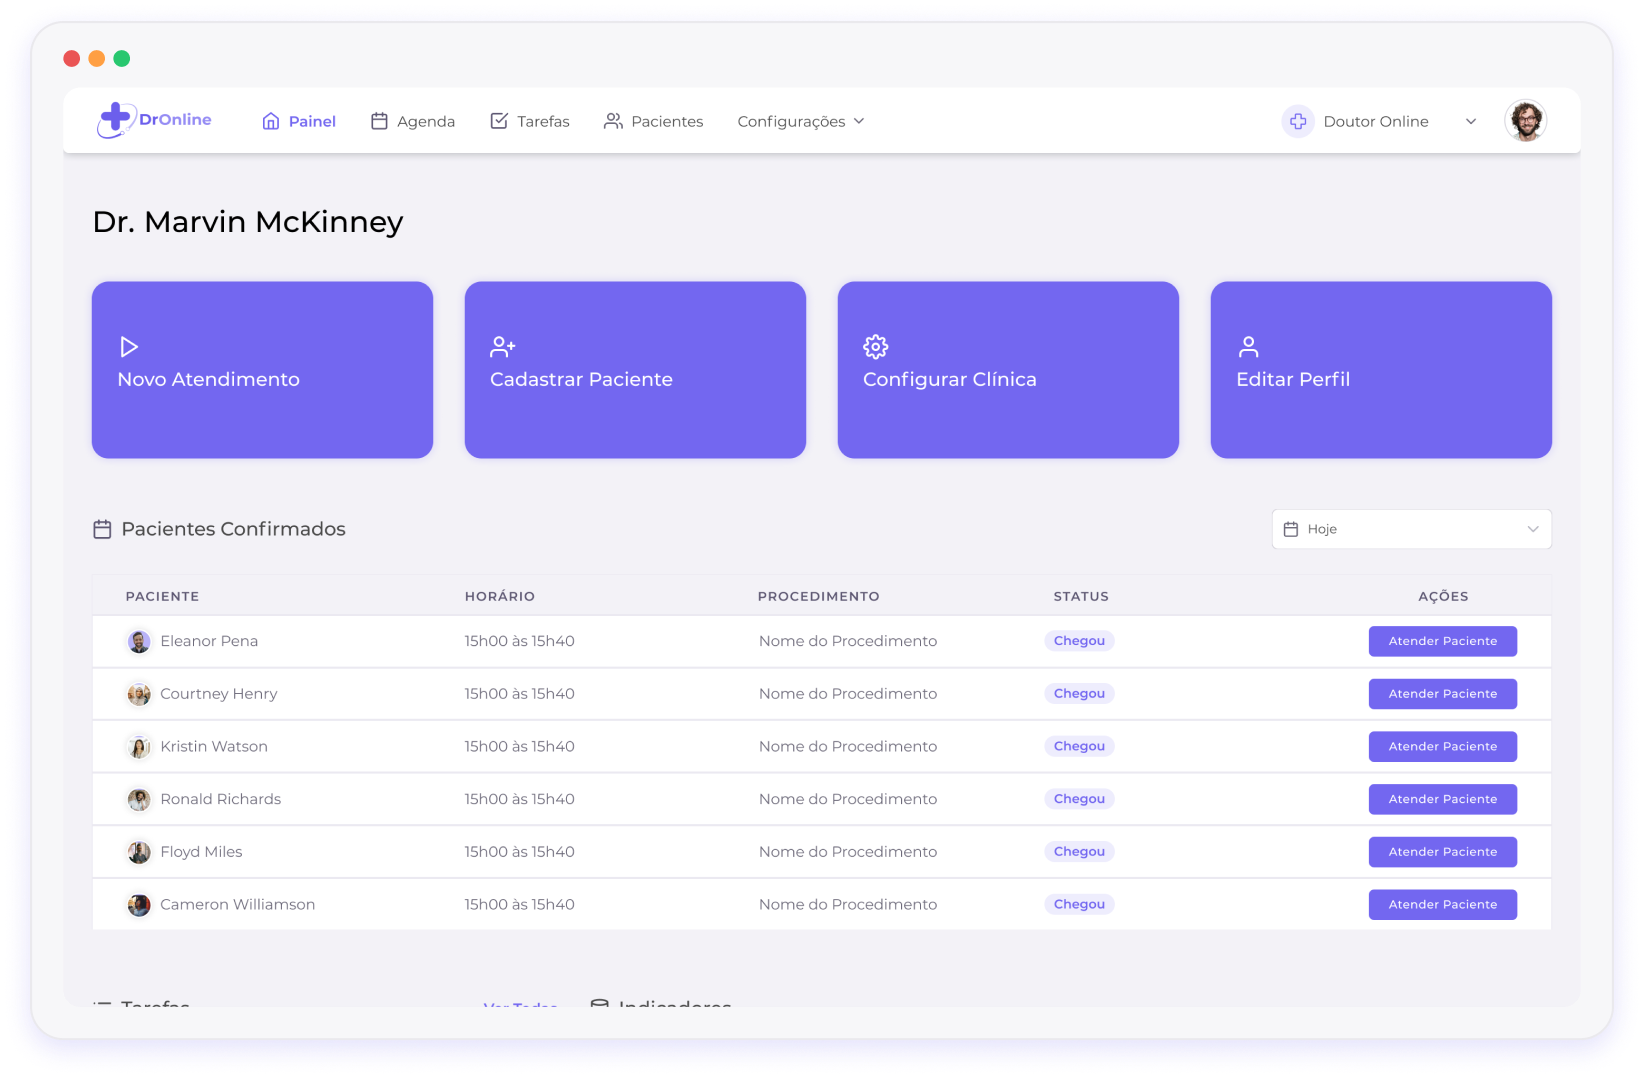 DrOnline Painel Agenda Tarefas Pacientes Configurações Doutor Online
Dr. Marvin McKinney
Novo Atendimento Cadastrar Paciente Configurar Clínica Editar Perfil
Pacientes Confirmados Hoje
PACIENTE HORÁRIO PROCEDIMENTO STATUS AÇÕES
Eleanor Pena 15h00 às 15h40 Nome do Procedimento Chegou Atender Paciente
Courtney Henry 15h00 às 15h40 Nome do Procedimento Chegou Atender Paciente
Kristin Watson 15h00 às 15h40 Nome do Procedimento Chegou Atender Paciente
Ronald Richards 15h00 às 15h40 Nome do Procedimento Chegou Atender Paciente
Floyd Miles 15h00 às 15h40 Nome do Procedimento Chegou Atender Paciente
Cameron Williamson 15h00 às 15h40 Nome do Procedimento Chegou Atender Paciente
Tarefas Ver Todas Indicadores